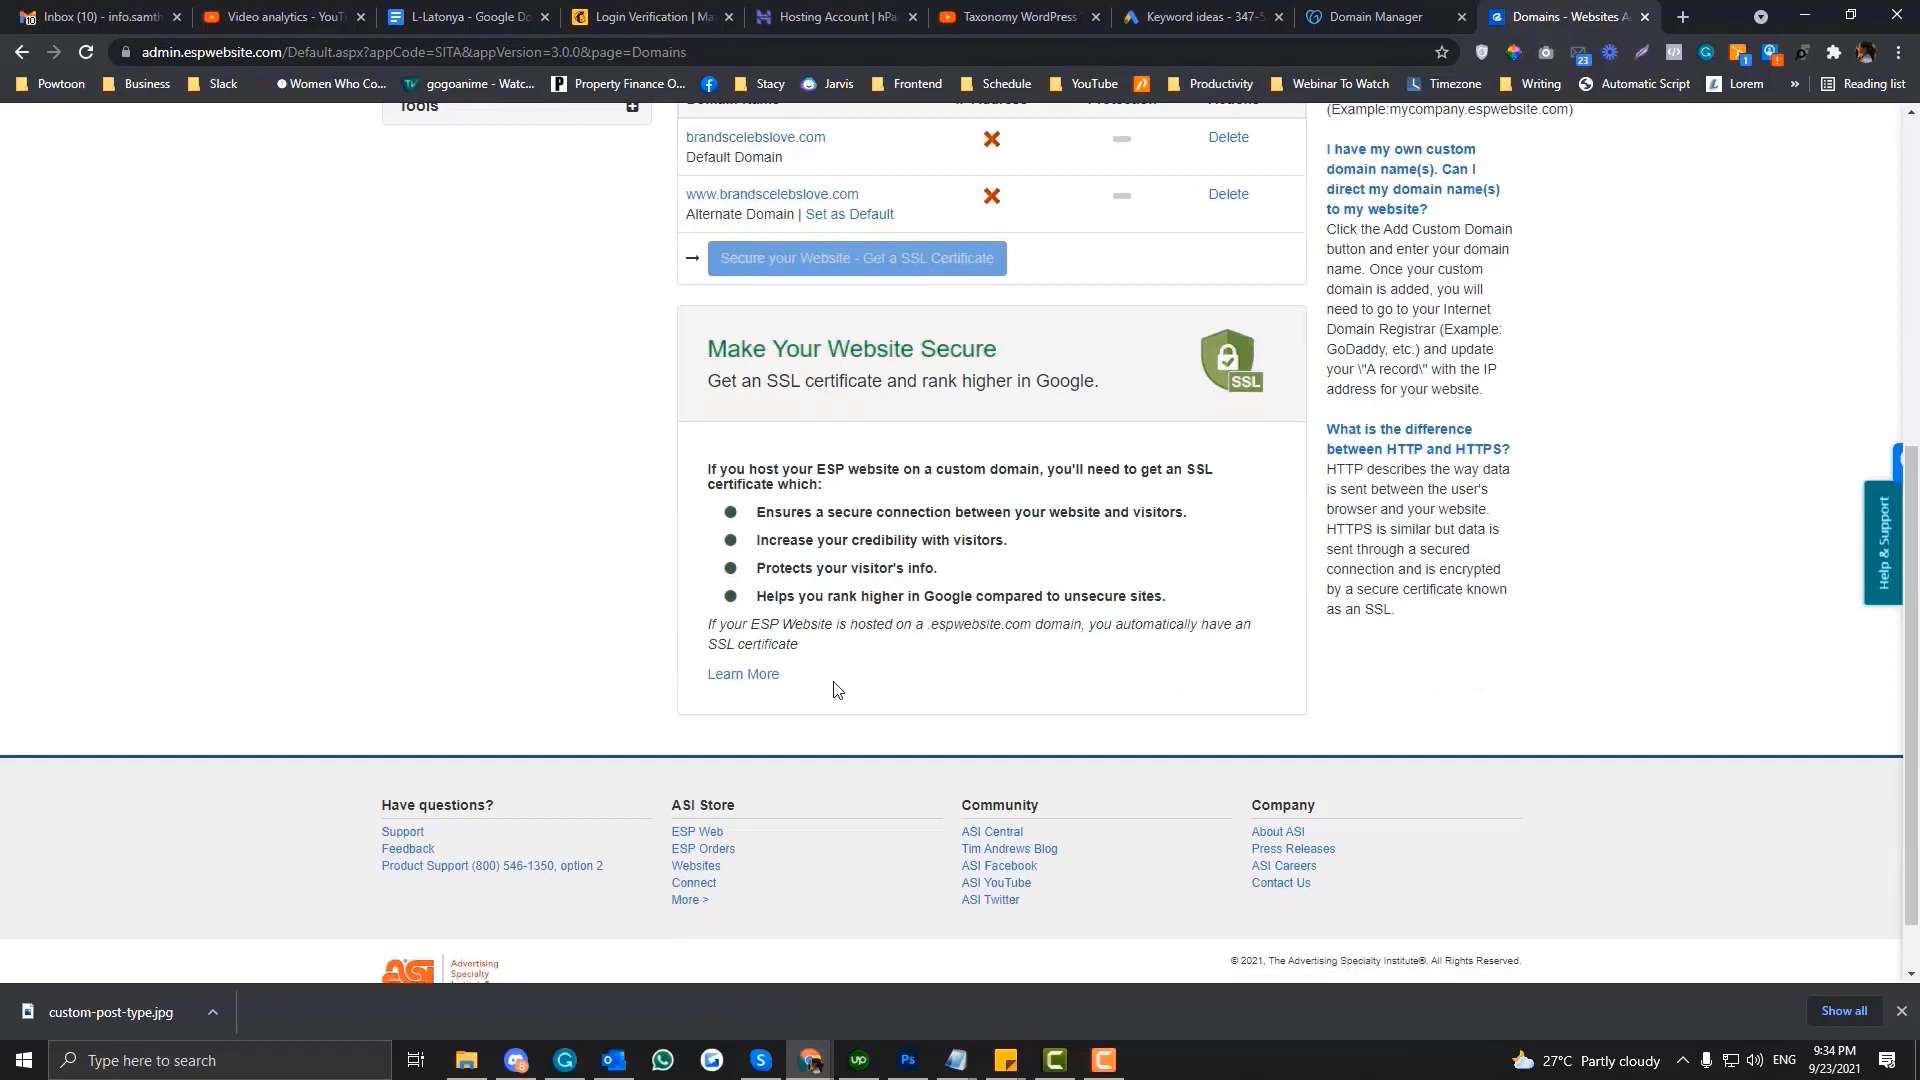 Inbox (10) - info.samth
Video analytics - YouT
L-Latonya - Google Do
Login Verification | Ma
Hosting Account | hPa
Taxonomy WordPress
Keyword ideas - 347-5
Domain Manager
Domains - Websites A
admin.espwebsite.com/Default.aspx?appCode=SITA&appVersion=3.0.0&page=Domains
23
1
Powtoon
Business
Slack
Women Who Co...
gogoanime - Watc...
Property Finance O...
Stacy
Jarvis
Frontend
Schedule
YouTube
Productivity
Webinar To Watch
Timezone
Writing
Automatic Script
Lorem
»
Reading list
Tools
brandscelebslove.com
Default Domain
Delete
www.brandscelebslove.com
Alternate Domain | Set as Default
Delete
→ Secure your Website - Get a SSL Certificate
Make Your Website Secure
Get an SSL certificate and rank higher in Google.
SSL
If you host your ESP website on a custom domain, you'll need to get an SSL
certificate which:
Ensures a secure connection between your website and visitors.
Increase your credibility with visitors.
Protects your visitor's info.
Helps you rank higher in Google compared to unsecure sites.
If your ESP Website is hosted on a .espwebsite.com domain, you automatically have an
SSL certificate
Learn More
(Example:mycompany.espwebsite.com)
I have my own custom
domain name(s). Can I
direct my domain name(s)
to my website?
Click the Add Custom Domain
button and enter your domain
name. Once your custom
domain is added, you will
need to go to your Internet
Domain Registrar (Example:
GoDaddy, etc.) and update
your \"A record\" with the IP
address for your website.
What is the difference
between HTTP and HTTPS?
HTTP describes the way data
is sent between the user's
browser and your website.
HTTPS is similar but data is
sent through a secured
connection and is encrypted
by a secure certificate known
as an SSL.
Help & Support
Have questions?
Support
Feedback
Product Support (800) 546-1350, option 2
ASI Store
ESP Web
ESP Orders
Websites
Connect
More >
Community
ASI Central
Tim Andrews Blog
ASI Facebook
ASI YouTube
ASI Twitter
Company
About ASI
Press Releases
ASI Careers
Contact Us
asi
Advertising
Specialty
© 2021, The Advertising Specialty Institute®. All Rights Reserved.
custom-post-type.jpg
Show all
Type here to search
27°C Partly cloudy
ENG
9:34 PM
9/23/2021